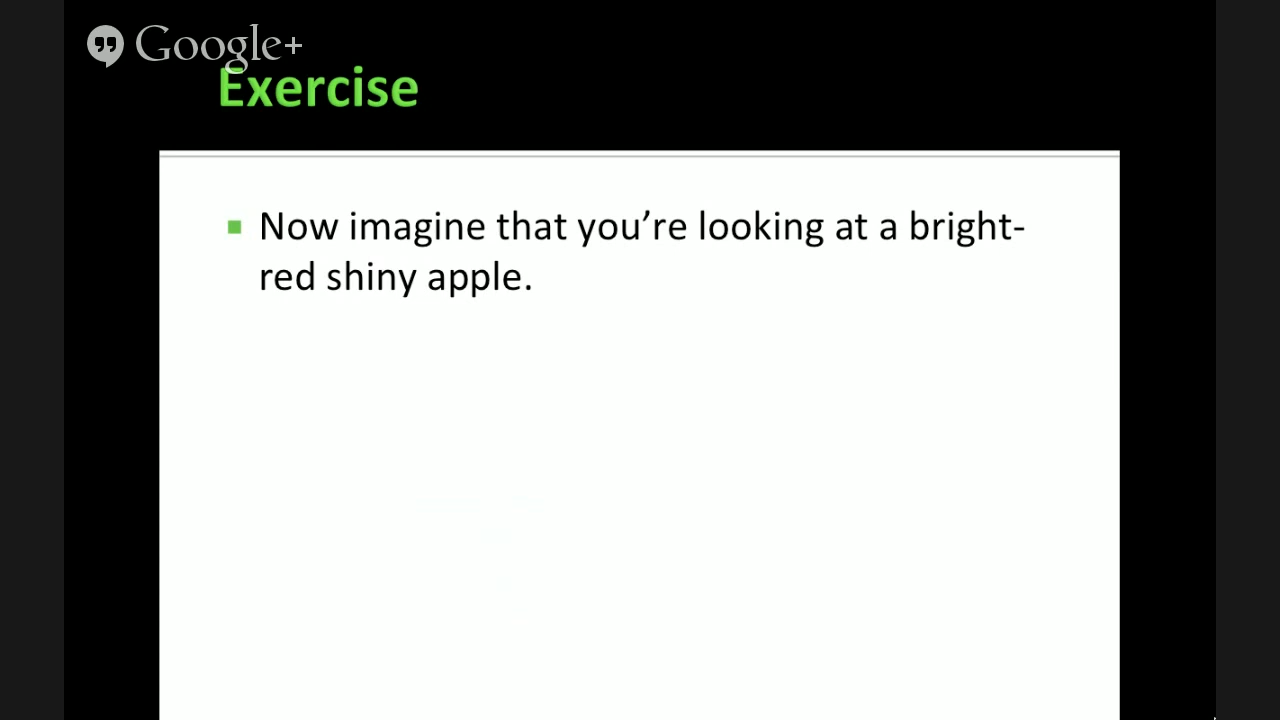 Google+
Exercise
Now imagine that you’re looking at a bright-
red shiny apple.